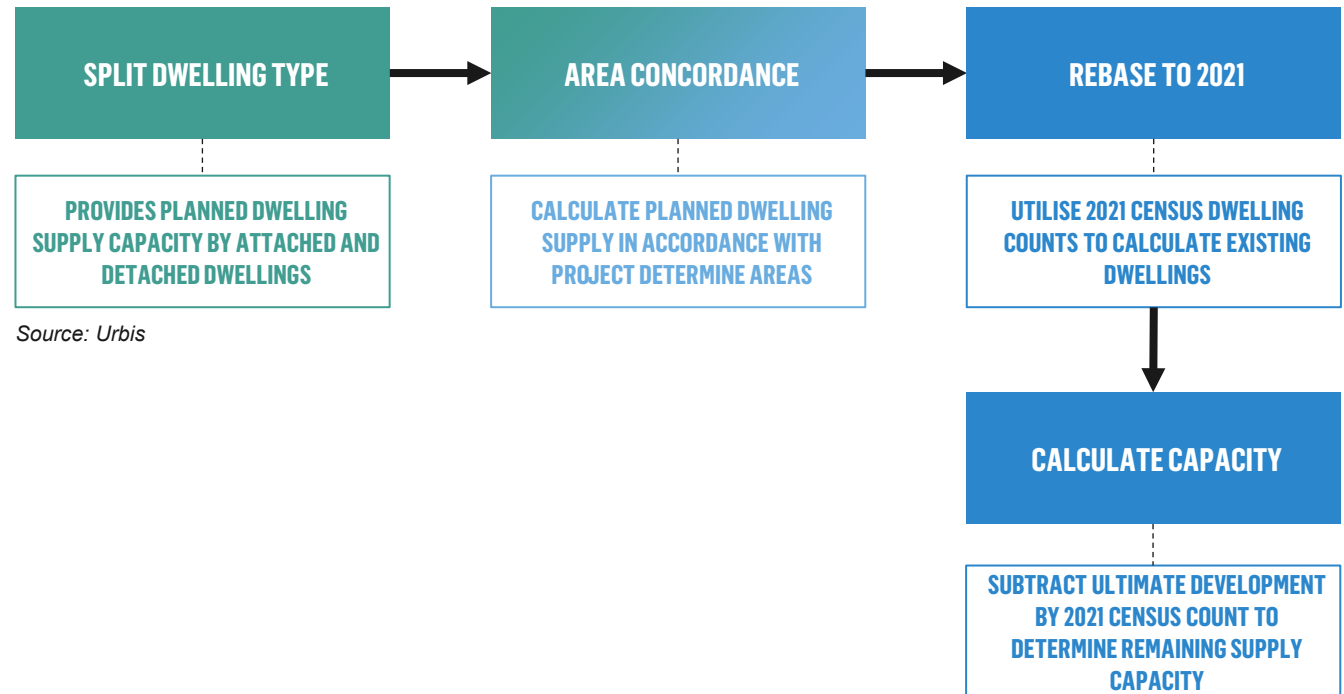 SPLIT DWELLING TYPE
AREA CONCORDANCE
REBASE TO 2021
PROVIDES PLANNED DWELLING
SUPPLY CAPACITY BY ATTACHED AND
DETACHED DWELLINGS
CALCULATE PLANNED DWELLING
SUPPLY IN ACCORDANCE WITH
PROJECT DETERMINE AREAS
UTILISE 2021 CENSUS DWELLING
COUNTS TO CALCULATE EXISTING
DWELLINGS
Source: Urbis
CALCULATE CAPACITY
SUBTRACT ULTIMATE DEVELOPMENT
BY 2021 CENSUS COUNT TO
DETERMINE REMAINING SUPPLY
CAPACITY